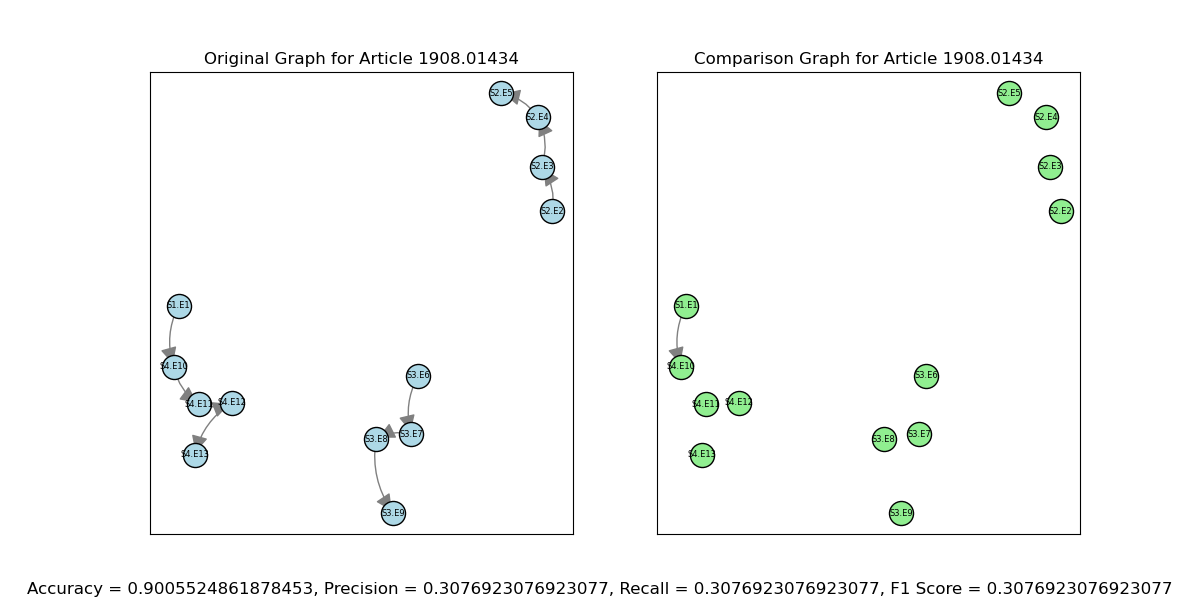 Original Graph for Article 1908.01434
S2.E5
S2.E4
S2.E3
S2.E2
S1.E1
S4.E10
S3.E6
S4.E11
S4.E12
S3.E7
S3.E8
S4.E13
S3.E9
Comparison Graph for Article 1908.01434
S2.E5
S2.E4
S2.E3
S2.E2
S1.E1
S4.E10
S3.E6
S4.E11
S4.E12
S3.E7
S3.E8
S4.E13
S3.E9
Accuracy = 0.9005524861878453, Precision = 0.3076923076923077, Recall = 0.3076923076923077, F1 Score = 0.3076923076923077